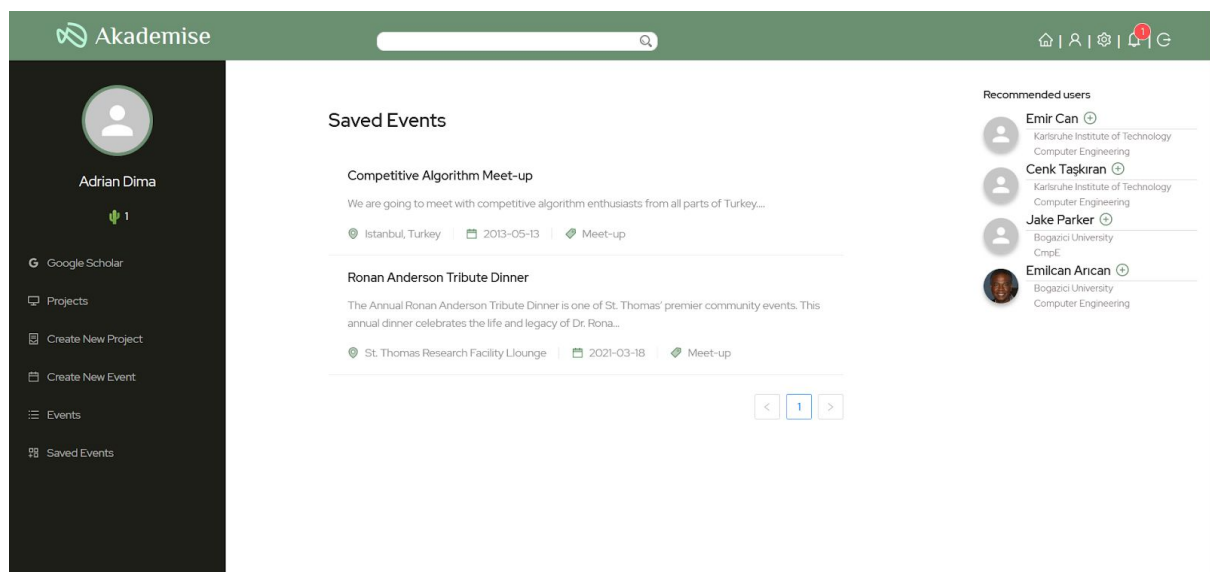 Akademise
1
Adrian Dima
1
G Google Scholar
Projects
Create New Project
Create New Event
Events
Saved Events
Saved Events
Competitive Algorithm Meet-up
We are going to meet with competitive algorithm enthusiasts from all parts of Turkey....
Istanbul, Turkey 2013-05-13 Meet-up
Ronan Anderson Tribute Dinner
The Annual Ronan Anderson Tribute Dinner is one of St. Thomas' premier community events. This
annual dinner celebrates the life and legacy of Dr. Rona...
St. Thomas Research Facility Llounge 2021-03-18 Meet-up
< 1 >
Recommended users
Emir Can
Karlsruhe Institute of Technology
Computer Engineering
Cenk Taşkıran
Karlsruhe Institute of Technology
Computer Engineering
Jake Parker
Bogazici University
CmpE
Emilcan Arıcan
Bogazici University
Computer Engineering